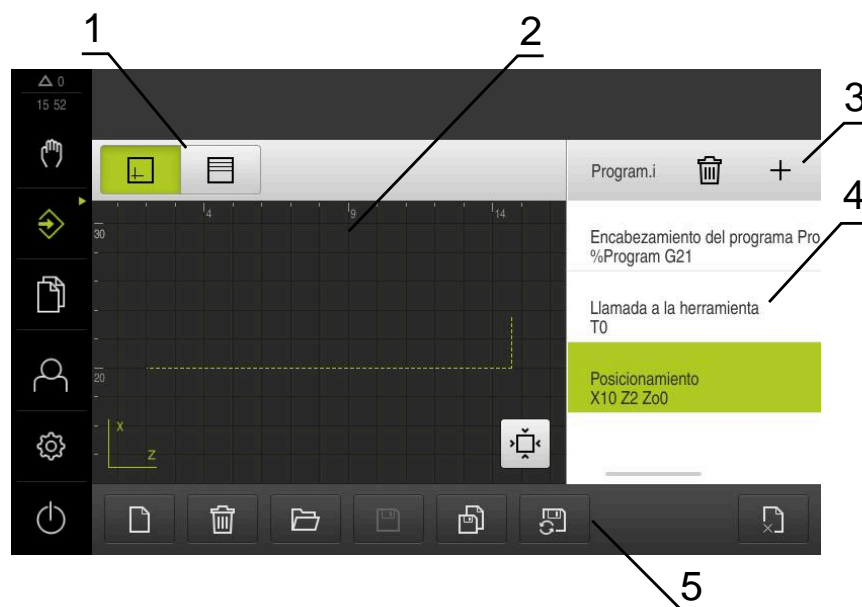 1
2
△ 0
15 52
3
Program.i
4
4
9
14
30
Encabezamiento del programa Pro
%Program G21
Llamada a la herramienta
T0
20
Posicionamiento
X10 Z2 Zo0
X
Z
5